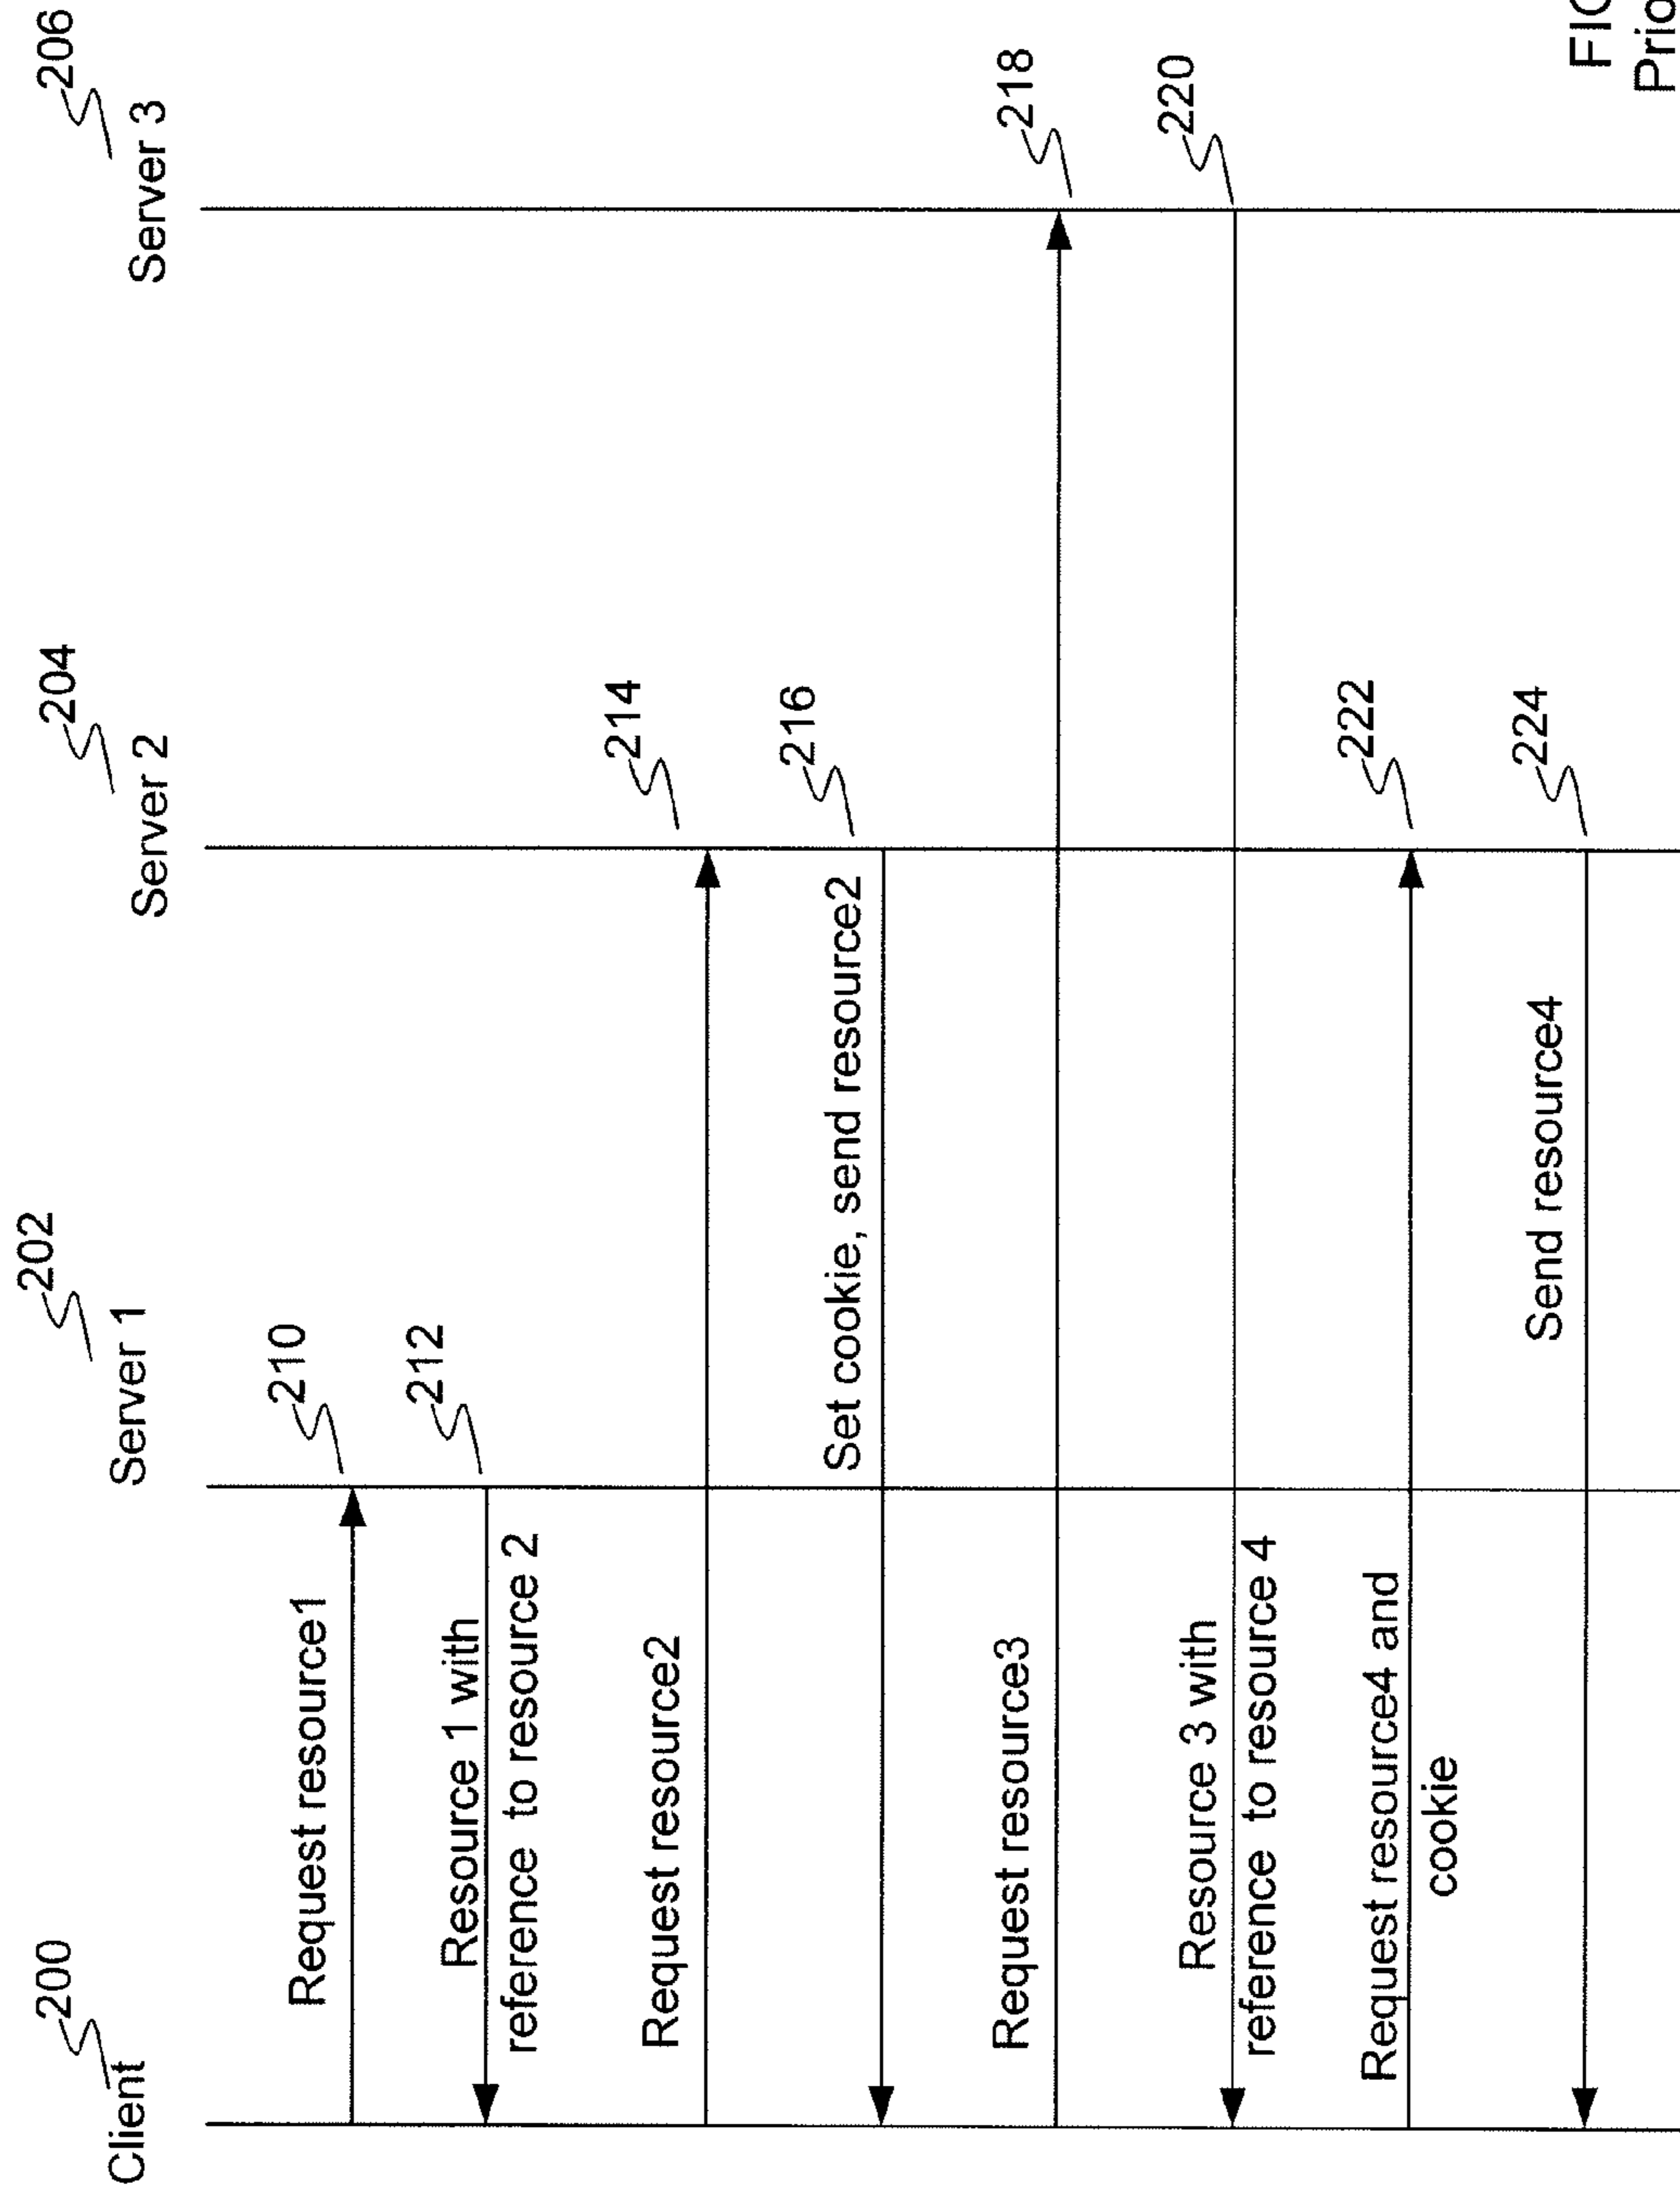 200
Client
202
Server 1
204
Server 2
206
Server 3
Request resource1
210
Resource 1 with
reference to resource 2
212
Request resource2
214
Set cookie, send resource2
216
Request resource3
218
Resource 3 with
reference to resource 4
220
Request resource4 and
cookie
222
Send resource4
224